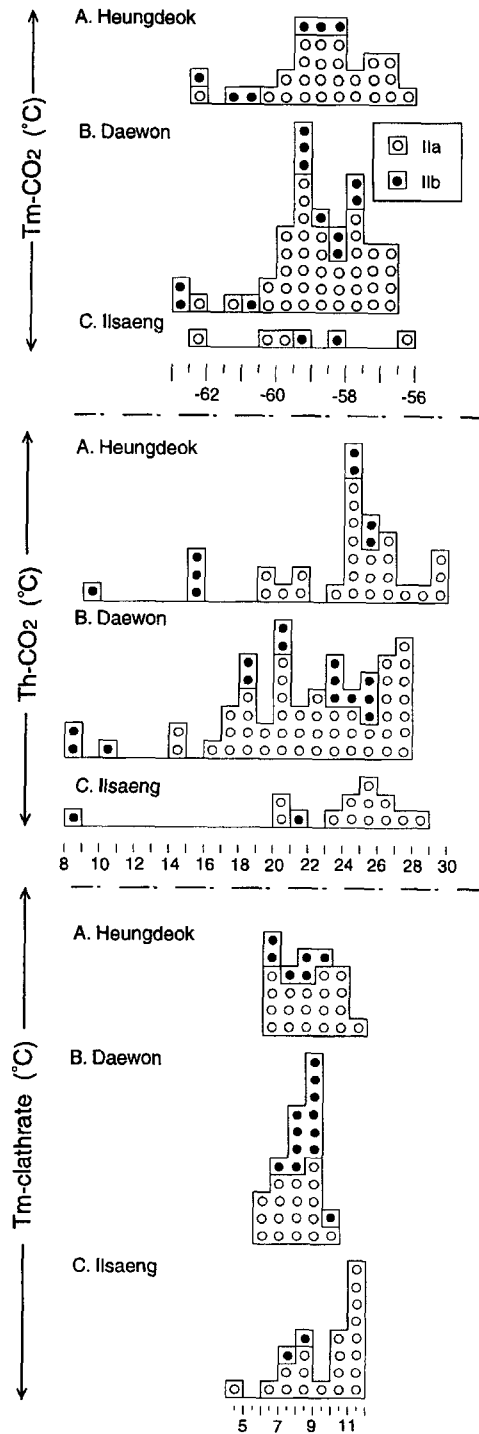 A. Heungdeok
Tm-CO2 (°C)
B. Daewon
IIa
IIb
C. Ilsaeng
-62 -60 -58 -56
A. Heungdeok
Th-CO2 (°C)
B. Daewon
C. Ilsaeng
8 10 12 14 16 18 20 22 24 26 28 30
A. Heungdeok
B. Daewon
Tm-clathrate (°C)
C. Ilsaeng
5 7 9 11